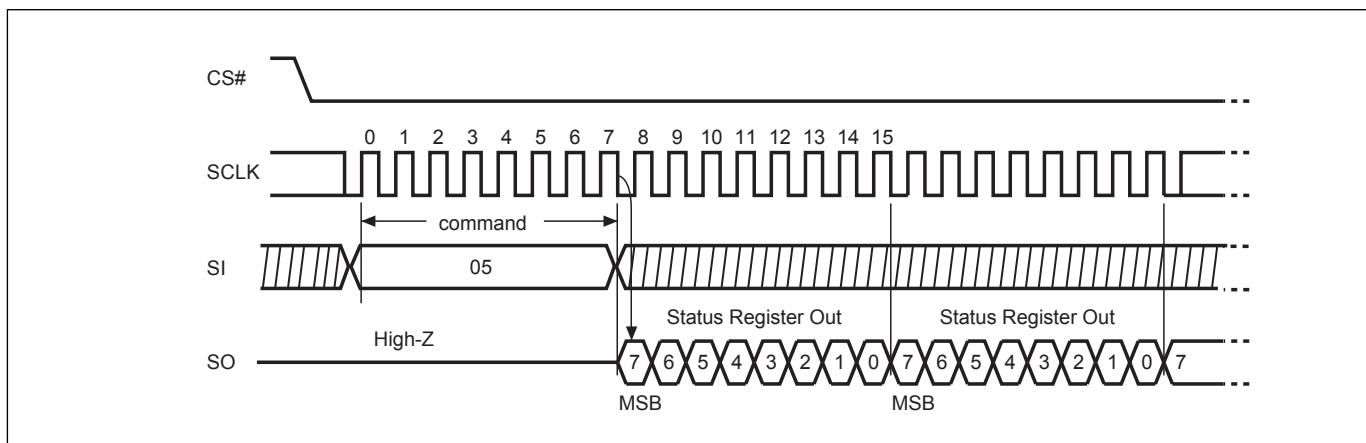 CS#
0 1 2 3 4 5 6 7 8 9 10 11 12 13 14 15
SCLK
command
SI
05
Status Register Out Status Register Out
High-Z
SO
7 6 5 4 3 2 1 0 7 6 5 4 3 2 1 0 7
MSB MSB